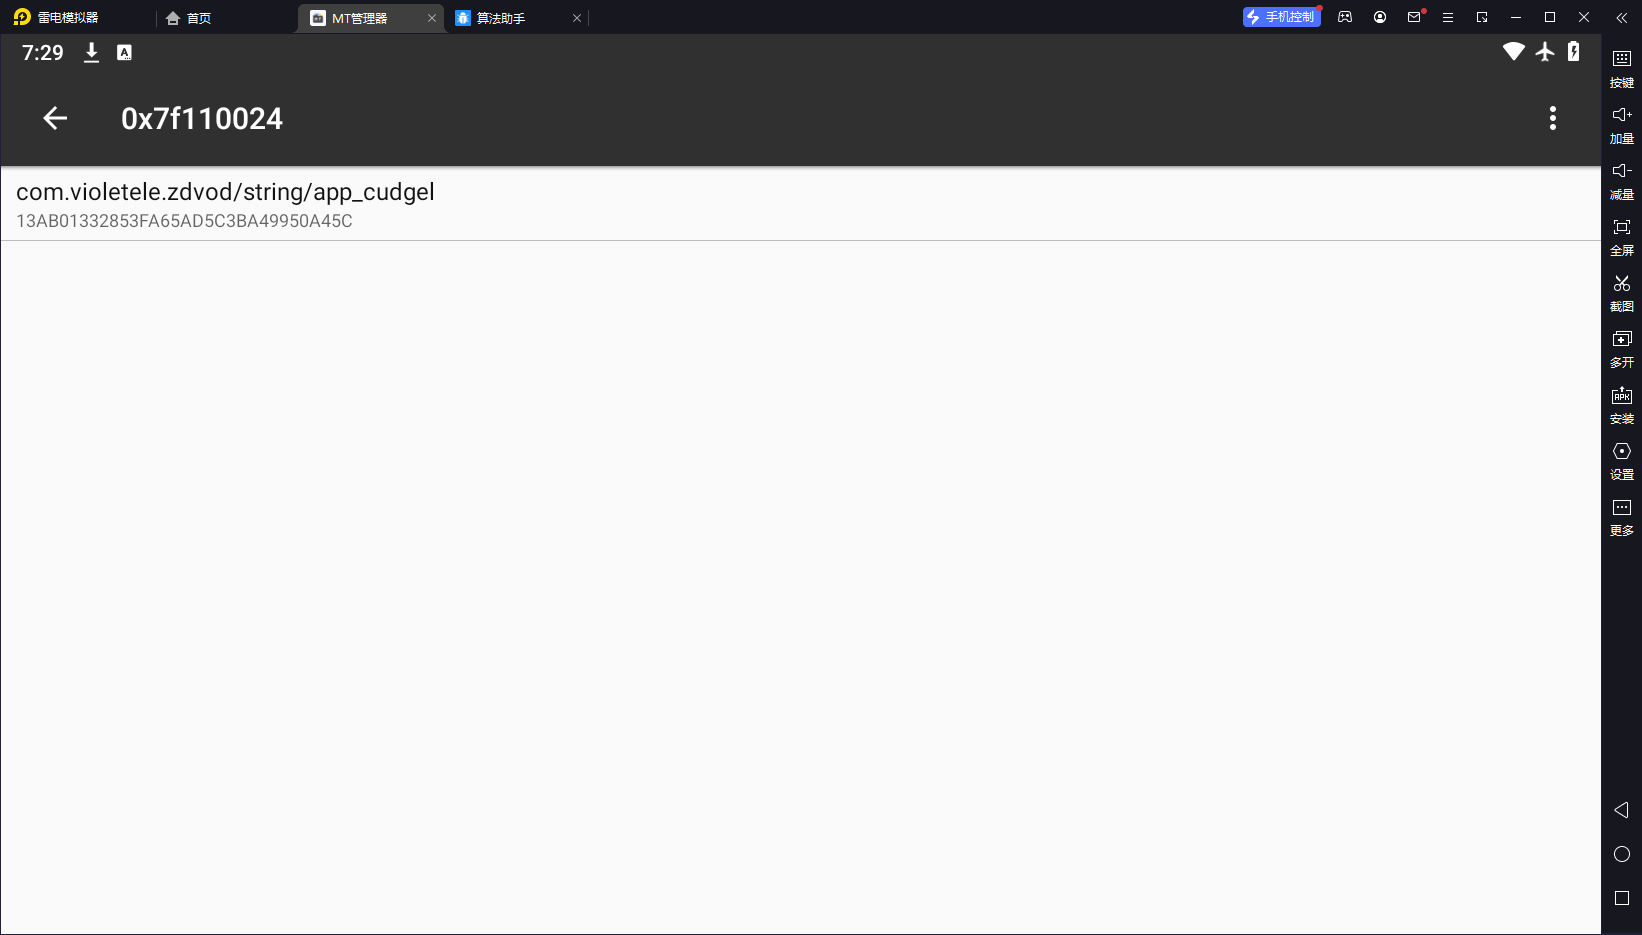 雷电模拟器
首页
MT管理器
算法助手
手机控制
7:29
A
0x7f110024
com.violetele.zdvod/string/app_cudgel
13AB01332853FA65AD5C3BA49950A45C
按键
加量
减量
全屏
截图
多开
APK
安装
设置
更多